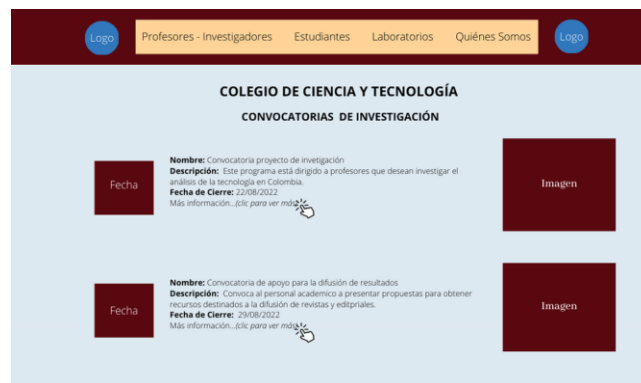 Logo
Profesores - Investigadores Estudiantes Laboratorios Quiénes Somos
Logo
COLEGIO DE CIENCIA Y TECNOLOGÍA
CONVOCATORIAS DE INVESTIGACIÓN
Fecha
Nombre: Convocatoria proyecto de invetigación
Descripción: Este programa está dirigido a profesores que desean investigar el
análisis de la tecnología en Colombia.
Fecha de Cierre: 22/08/2022
Más información...(clic para ver más)
Imagen
Fecha
Nombre: Convocatoria de apoyo para la difusión de resultados
Descripción: Convoca al personal academico a presentar propuestas para obtener
recursos destinados a la difusión de revistas y editpriales.
Fecha de Cierre: 29/08/2022
Más información...(clic para ver más)
Imagen